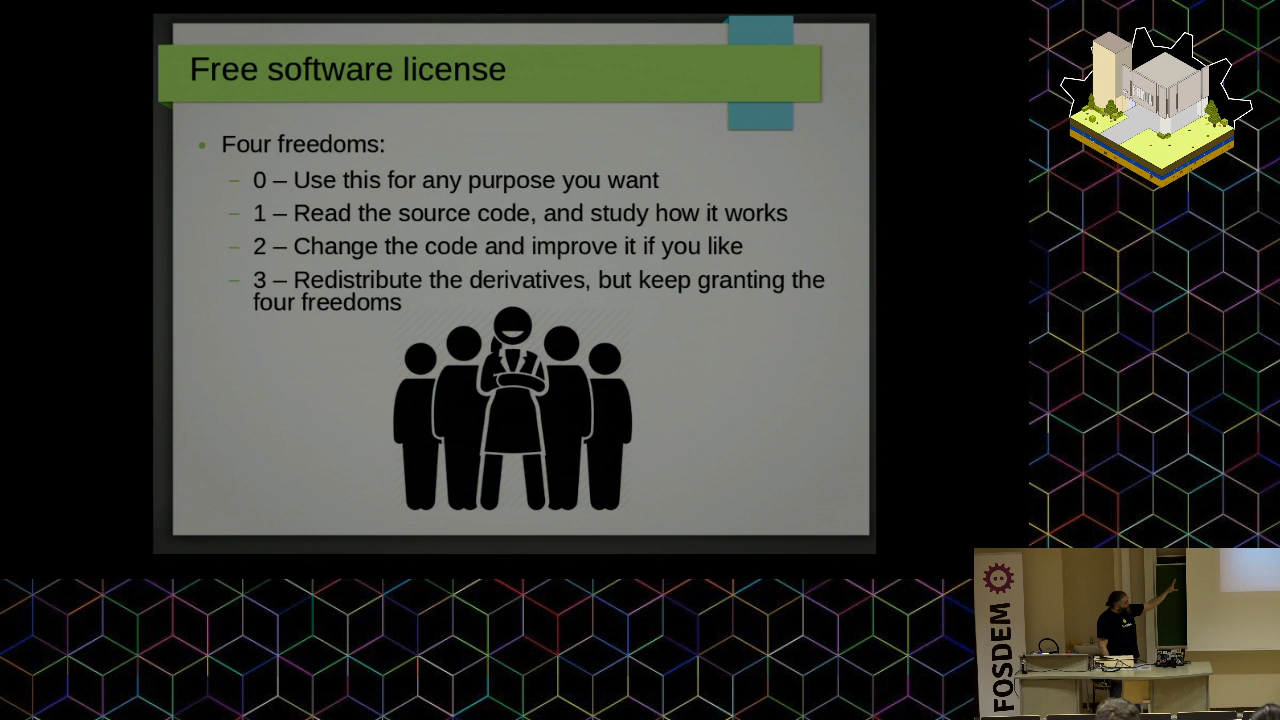 Free software license
• Four freedoms:
– 0 – Use this for any purpose you want
– 1 – Read the source code, and study how it works
– 2 – Change the code and improve it if you like
– 3 – Redistribute the derivatives, but keep granting the
four freedoms
FOSDEM